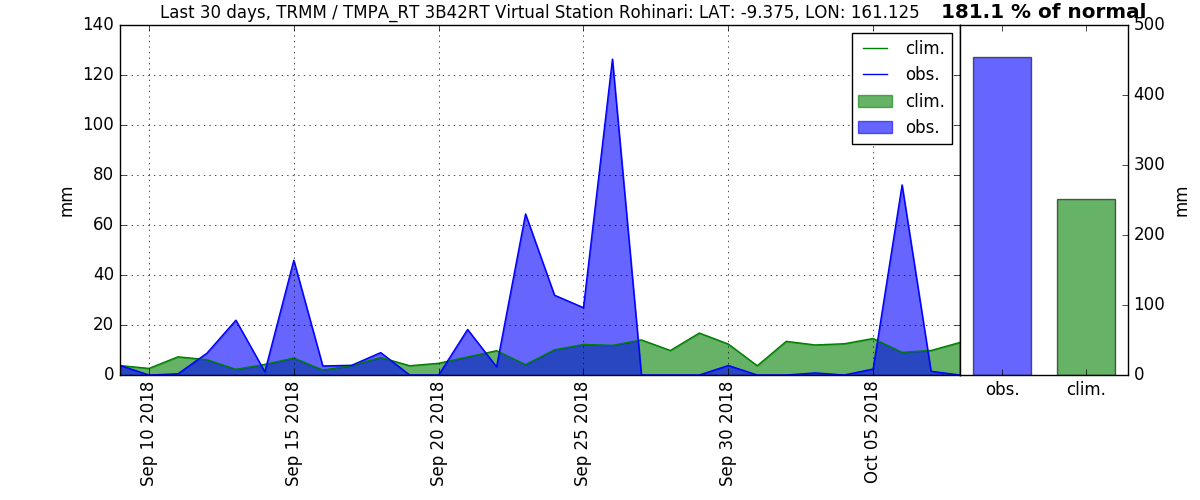 Last 30 days, TRMM / TMPA_RT 3B42RT Virtual Station Rohinari: LAT: -9.375, LON: 161.125
181.1 % of normal
140
120
100
80
60
40
20
0
mm
clim.
obs.
clim.
obs.
Sep 10 2018
Sep 15 2018
Sep 20 2018
Sep 25 2018
Sep 30 2018
Oct 05 2018
500
400
300
200
100
0
mm
obs.
clim.